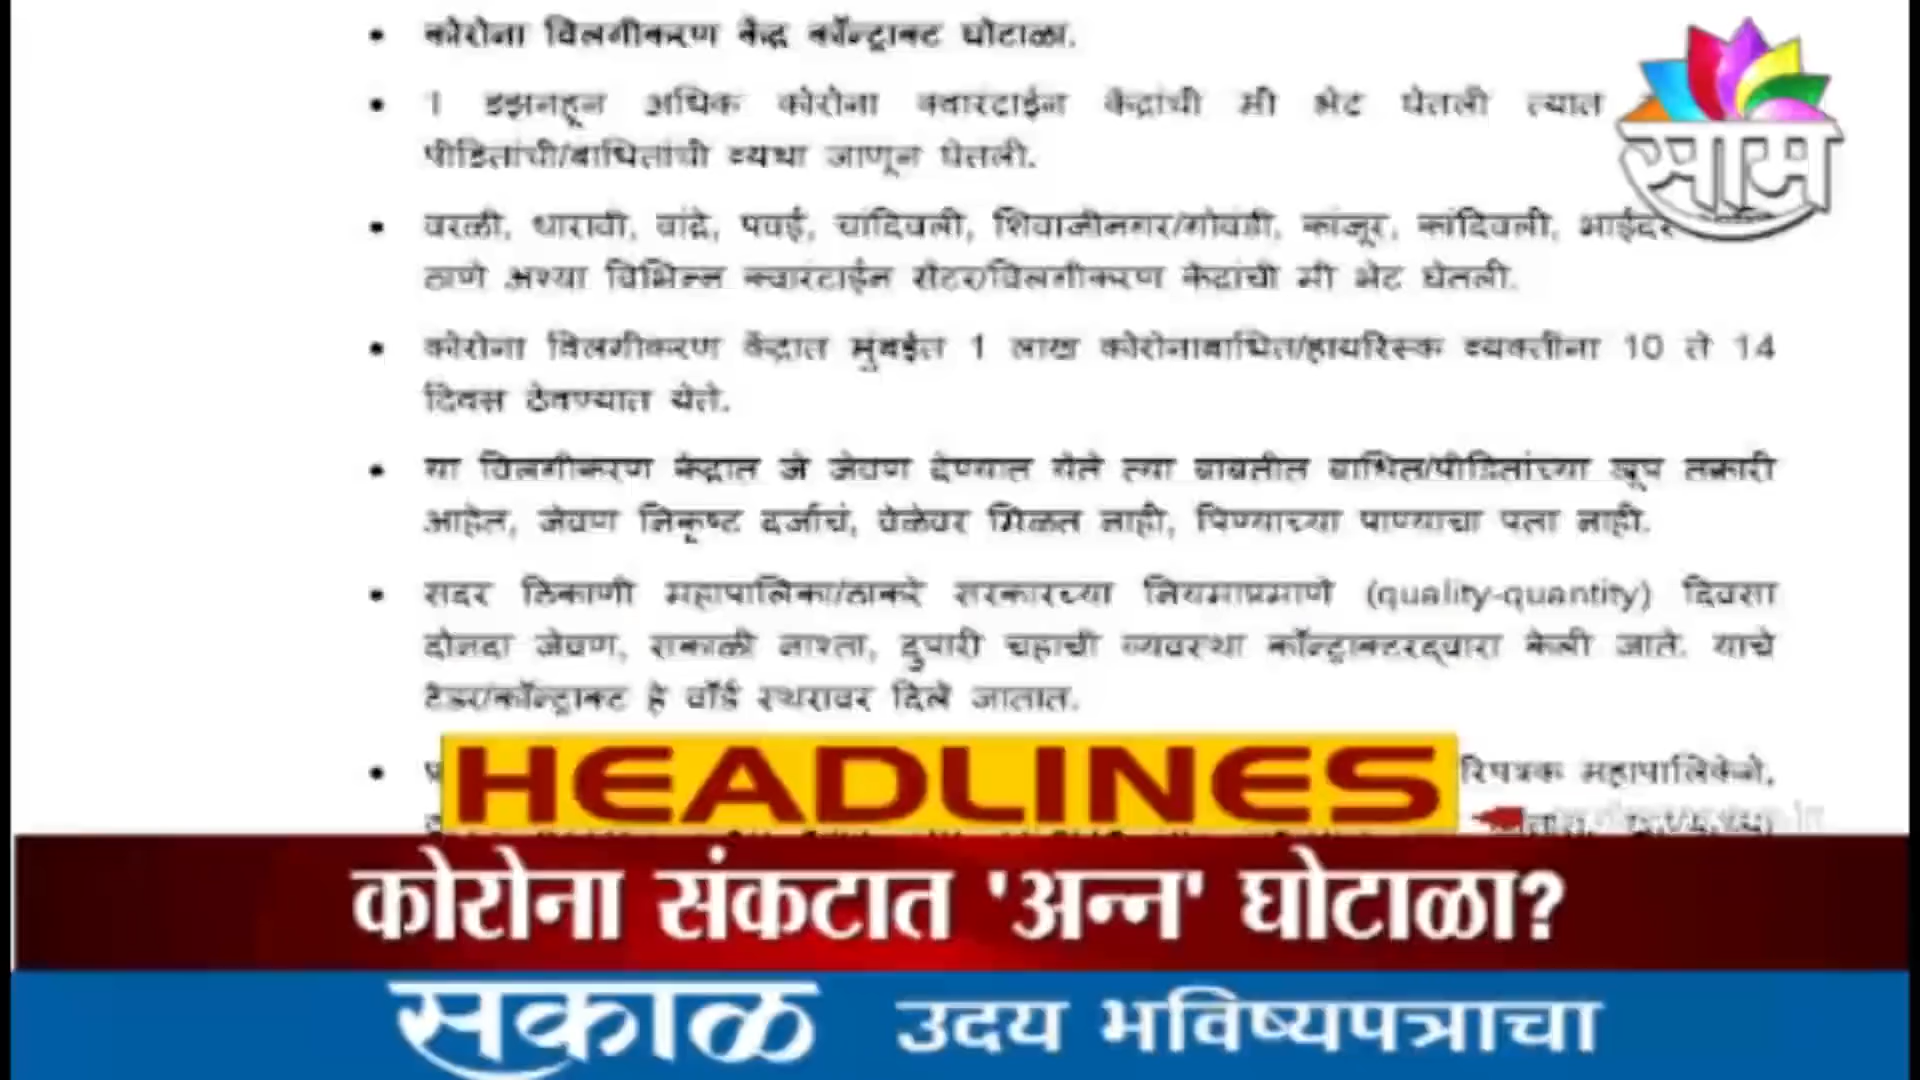 कोरोना विलगीकरण केंद्र कॉन्ट्राक्ट घोटाळा.
साम
1 डझनहून अधिक कोरोना क्वारंटाईन केंद्रांची मी भेट घेतली त्यात
पीडितांची/बाधितांची व्यथा जाणून घेतली.
वरळी, धारावी, वांद्रे, पवई, चांदिवली, शिवाजीनगर/गोवंडी, कांजूर, कांदिवली, भाईंदर
ठाणे अश्या विभिन्न क्वारंटाईन सेंटर/विलगीकरण केंद्रांची मी भेट घेतली.
कोरोना विलगीकरण केंद्रात मुंबईत 1 लाख कोरोनाबाधित/हायरिस्क व्यक्तींना 10 ते 14
दिवस ठेवण्यात येते.
या विलगीकरण केंद्रात जे जेवण देण्यात येते त्या बाबतीत बाधित/पीडितांच्या खूप तक्रारी
आहेत, जेवण निकृष्ट दर्जाचं, वेळेवर मिळत नाही, पिण्याच्या पाण्याचा पत्ता नाही.
सदर ठिकाणी महापालिका/ठाकरे सरकारच्या नियमाप्रमाणे (quality-quantity) दिवसा
दोनदा जेवण, सकाळी नाश्ता, दुपारी चहाची व्यवस्था कॉन्ट्राक्टरद्वारा केली जाते. याचे
टेंडर/कॉन्ट्राक्ट हे वॉर्ड स्थरावर दिले जातात.
रिपत्रक महापालिकेने,
HEADLINES
कोरोना संकटात 'अन्न' घोटाळा?
सकाळ उदय भविष्यपत्राचा